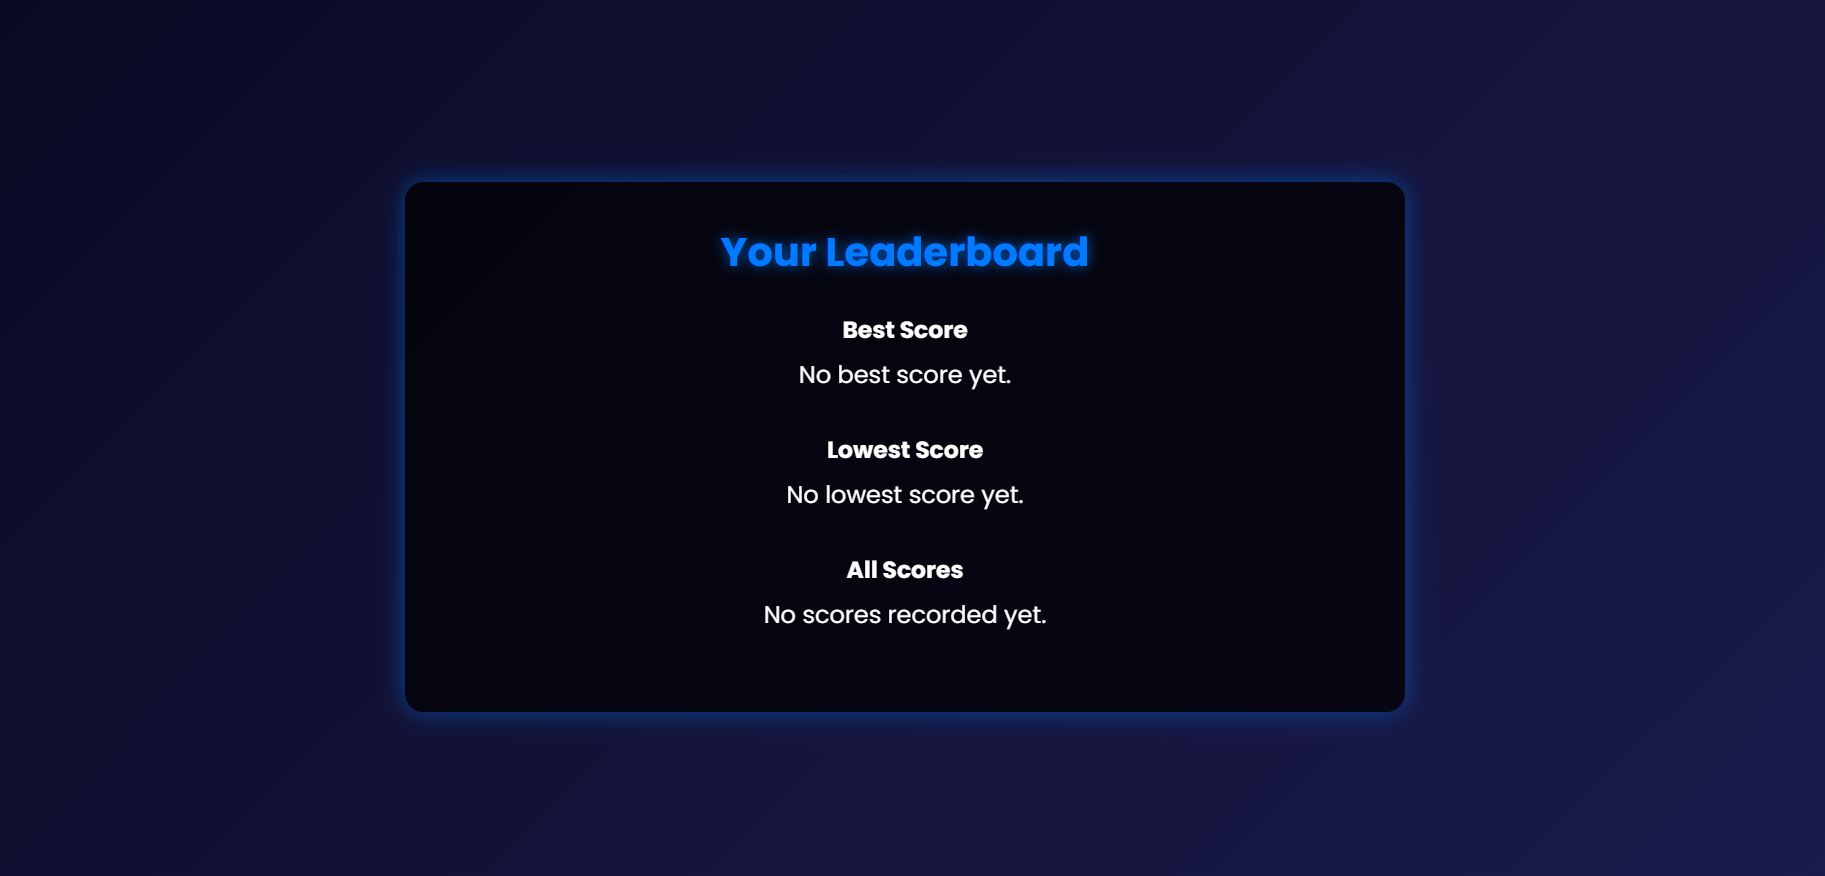 Your Leaderboard
Best Score
No best score yet.
Lowest Score
No lowest score yet.
All Scores
No scores recorded yet.